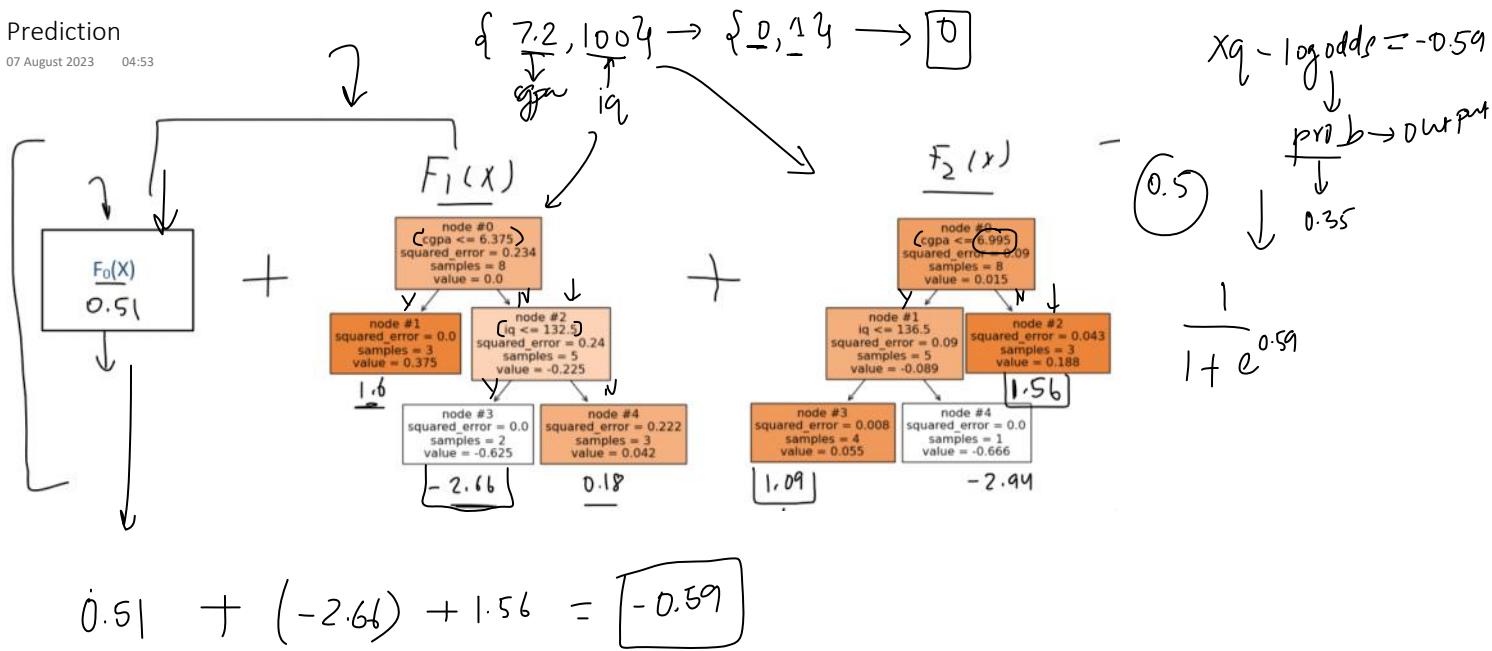 Prediction
07 August 2023 04:53
{ 7.2, 100} → {0, 1} → 0
cgpa iq
xq - log odds = -0.59
prob → output
0.35
0.5
1
1 + e^0.59
F₀(X)
0.51
+
F₁(x)
node #0
cgpa <= 6.375
squared_error = 0.234
samples = 8
value = 0.0
Y N
node #1
squared_error = 0.0
samples = 3
value = 0.375
1.6
node #2
iq <= 132.5
squared_error = 0.24
samples = 5
value = -0.225
Y N
node #3
squared_error = 0.0
samples = 2
value = -0.625
-2.66
node #4
squared_error = 0.222
samples = 3
value = 0.042
0.18
+
F₂(x)
node #0
cgpa <= 6.995
squared_error = 0.09
samples = 8
value = 0.015
Y N
node #1
iq <= 136.5
squared_error = 0.09
samples = 5
value = -0.089
node #2
squared_error = 0.043
samples = 3
value = 0.188
1.56
node #3
squared_error = 0.008
samples = 4
value = 0.055
1.09
node #4
squared_error = 0.0
samples = 1
value = -0.666
-2.94
0.51 + (-2.66) + 1.56 = -0.59